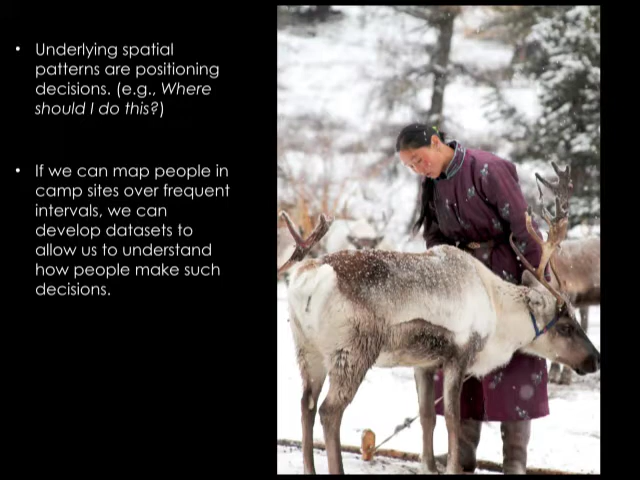 • Underlying spatial
patterns are positioning
decisions. (e.g., Where
should I do this?)
• If we can map people in
camp sites over frequent
intervals, we can
develop datasets to
allow us to understand
how people make such
decisions.